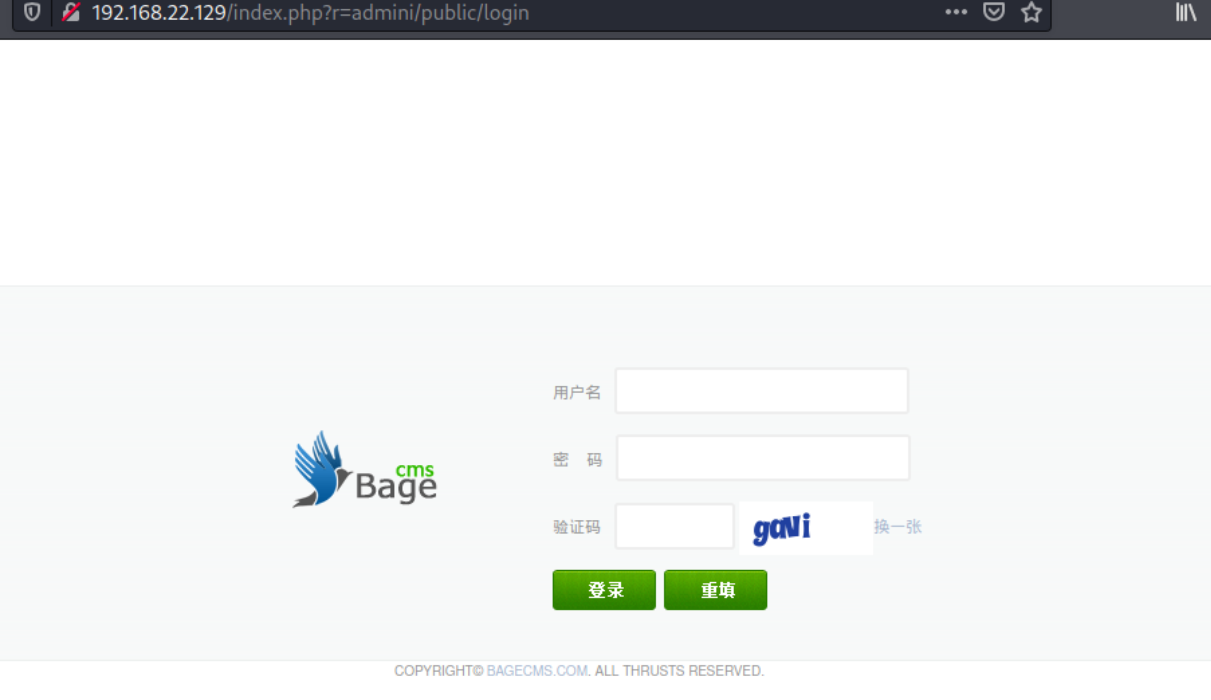 192.168.22.129/index.php?r=admini/public/login
用户名
密 码
Bage cms
验证码 gavi 换一张
登录 重填
COPYRIGHT© BAGECMS.COM. ALL THRUSTS RESERVED.